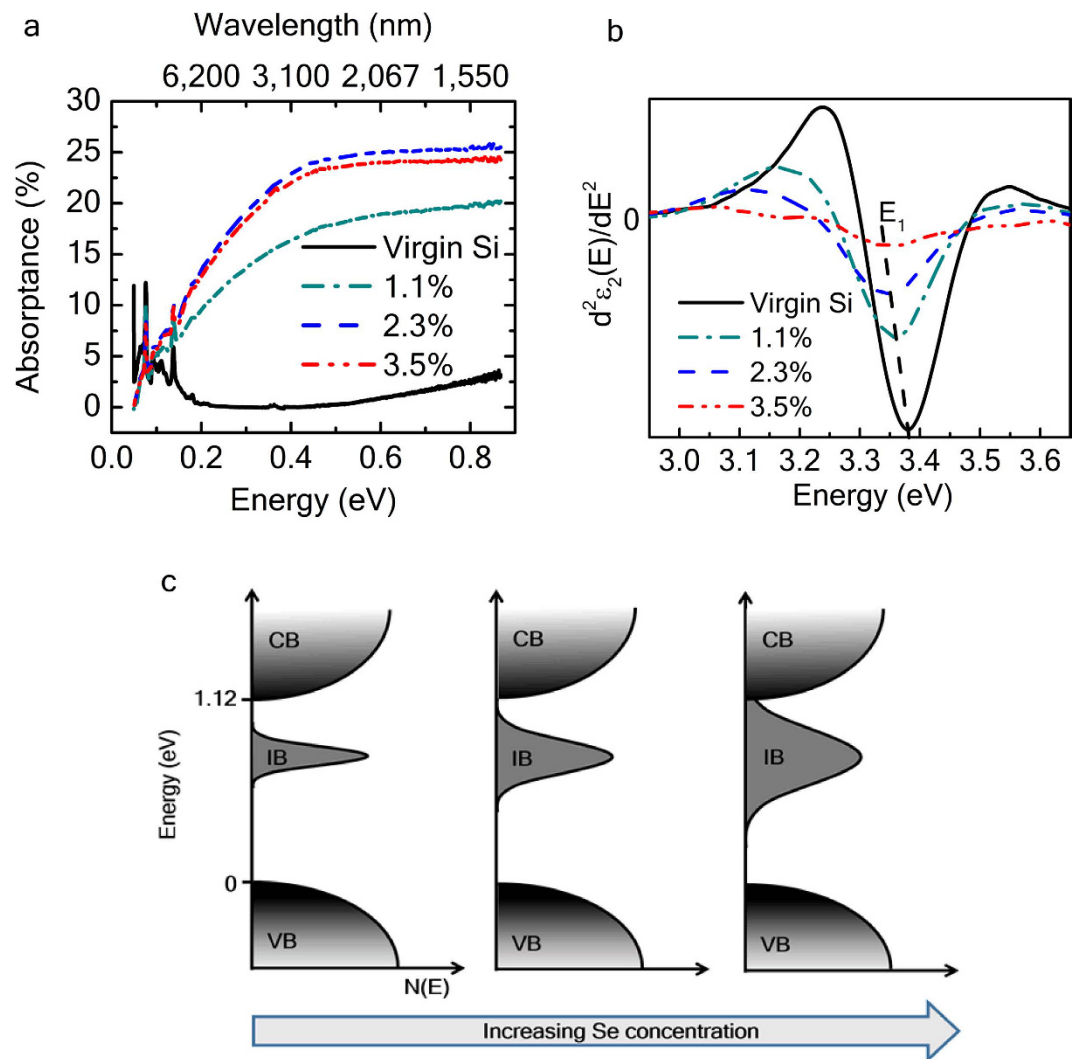 a
Wavelength (nm)
6,200 3,100 2,067 1,550
30
25
20
15
10
5
0
Absorptance (%)
Virgin Si
1.1%
2.3%
3.5%
0.0 0.2 0.4 0.6 0.8
Energy (eV)
b
0
d²ε₂(E)/dE²
E₁
Virgin Si
1.1%
2.3%
3.5%
3.0 3.1 3.2 3.3 3.4 3.5 3.6
Energy (eV)
c
CB
CB
CB
1.12
Energy (eV)
IB
IB
IB
0
VB
VB
VB
N(E)
Increasing Se concentration